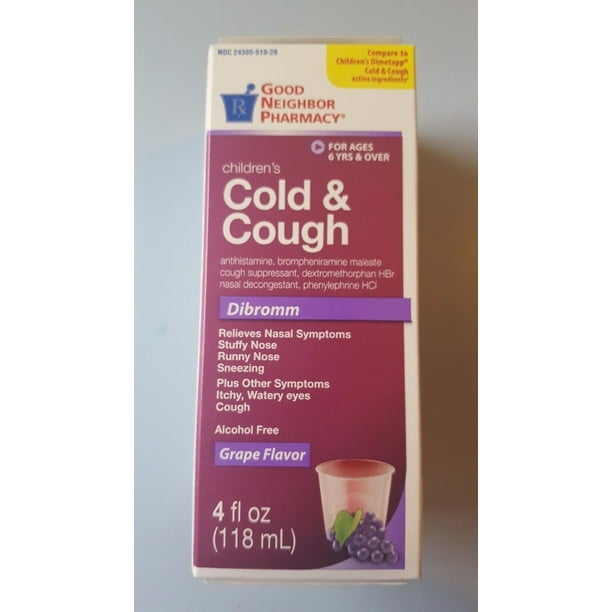 NDC 24385-519-26
Compare to
Children's Dimetapp®
Cold & Cough
active ingredients*
Rx
GOOD
NEIGHBOR
PHARMACY®
FOR AGES
6 YRS & OVER
children's
Cold &
Cough
antihistamine, brompheniramine maleate
cough suppressant, dextromethorphan HBr
nasal decongestant, phenylephrine HCl
Dibromm
Relieves Nasal Symptoms
Stuffy Nose
Runny Nose
Sneezing
Plus Other Symptoms
Itchy, Watery eyes
Cough
Alcohol Free
Grape Flavor
4 fl oz
(118 mL)